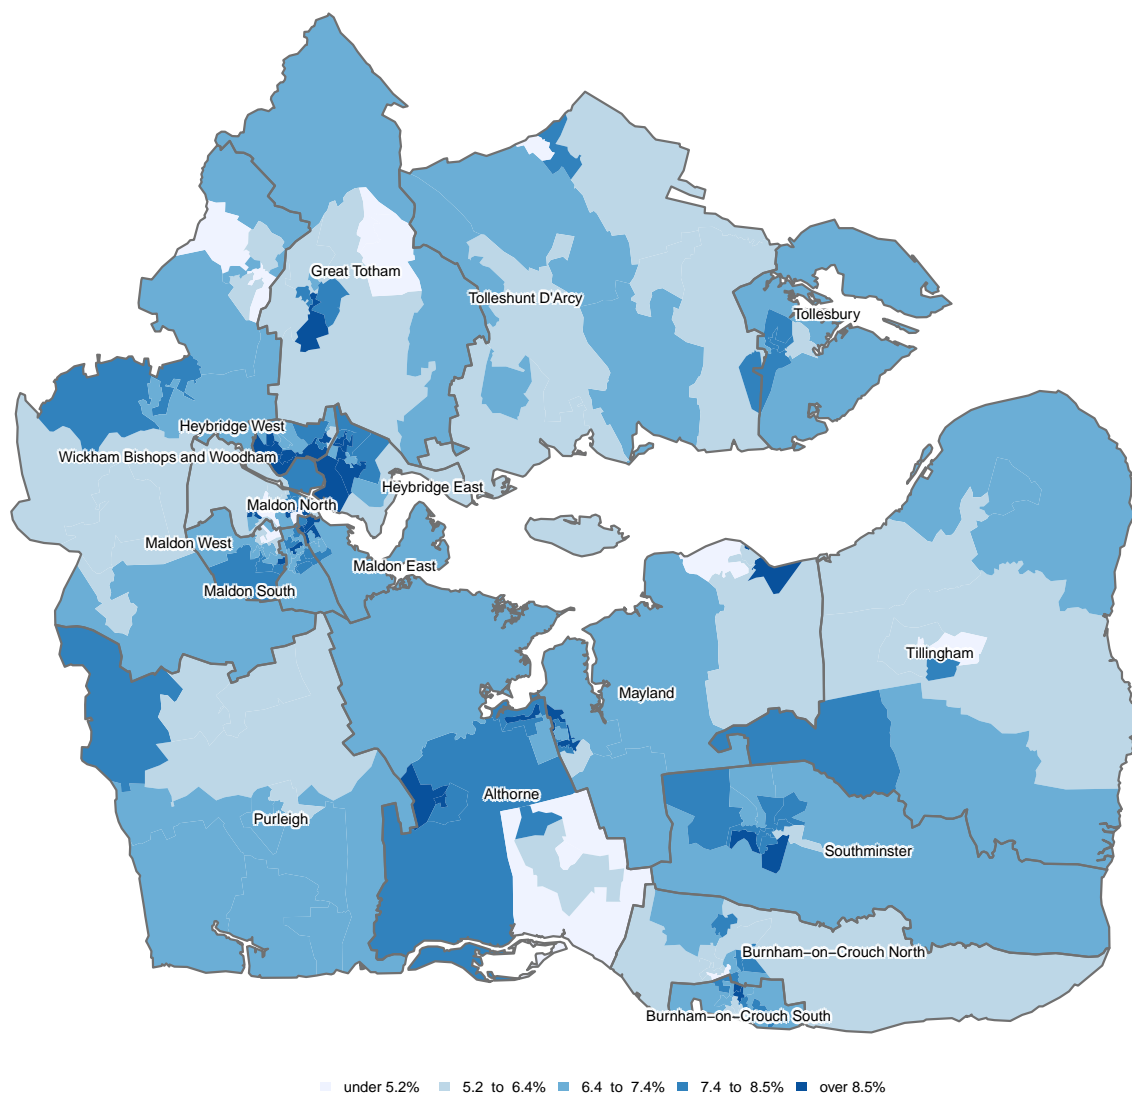 Great Totham
Tolleshunt D'Arcy
Tollesbury
Heybridge West
Wickham Bishops and Woodham
Heybridge East
Maldon North
Maldon West
Maldon East
Maldon South
Tillingham
Mayland
Althorne
Purleigh
Southminster
Burnham−on−Crouch North
Burnham−on−Crouch South
under 5.2% 5.2 to 6.4% 6.4 to 7.4% 7.4 to 8.5% over 8.5%